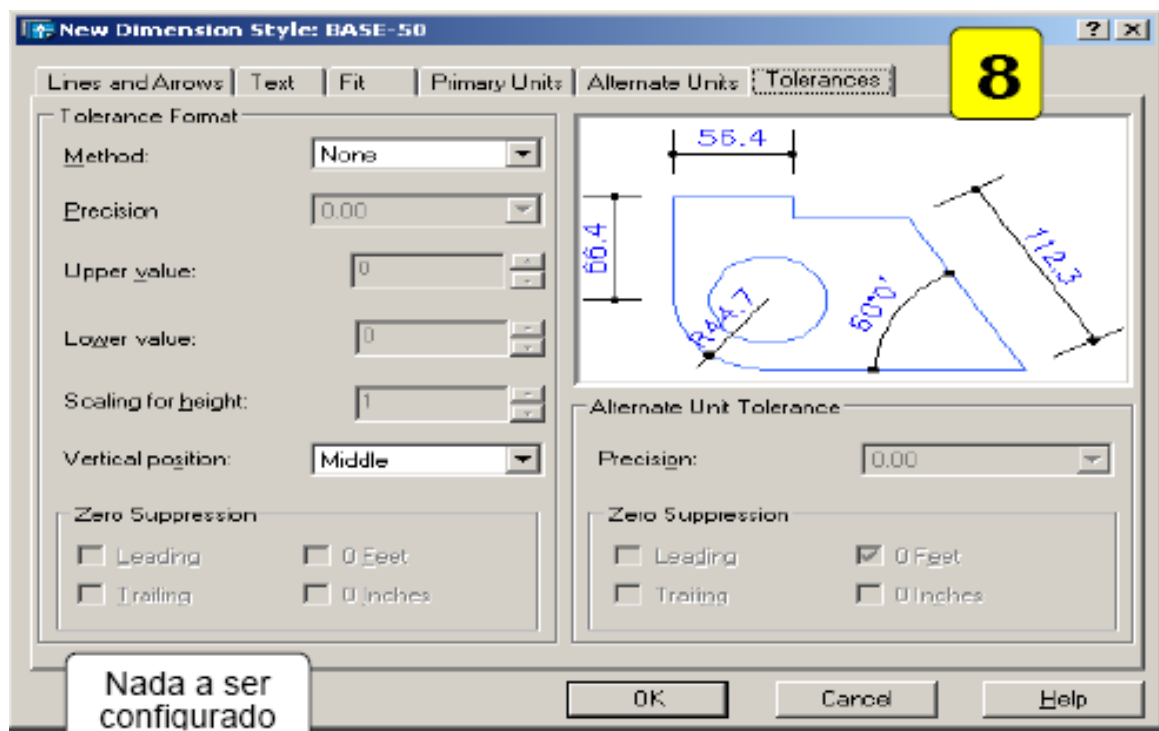 New Dimension Style: BASE-50
8
Lines and Arrows Text Fit Primary Units Alternate Units Tolerances
Tolerance Format
Method: None
Precision 0.00
Upper value: 0
Lower value: 0
Scaling for height: 1
Vertical position: Middle
Zero Suppression
Leading 0 Feet
Trailing 0 Inches
56.4
66.4
R44.7
60°0'
112.3
Alternate Unit Tolerance
Precision: 0.00
Zero Suppression
Leading 0 Feet
Trailing 0 Inches
Nada a ser
configurado
OK Cancel Help